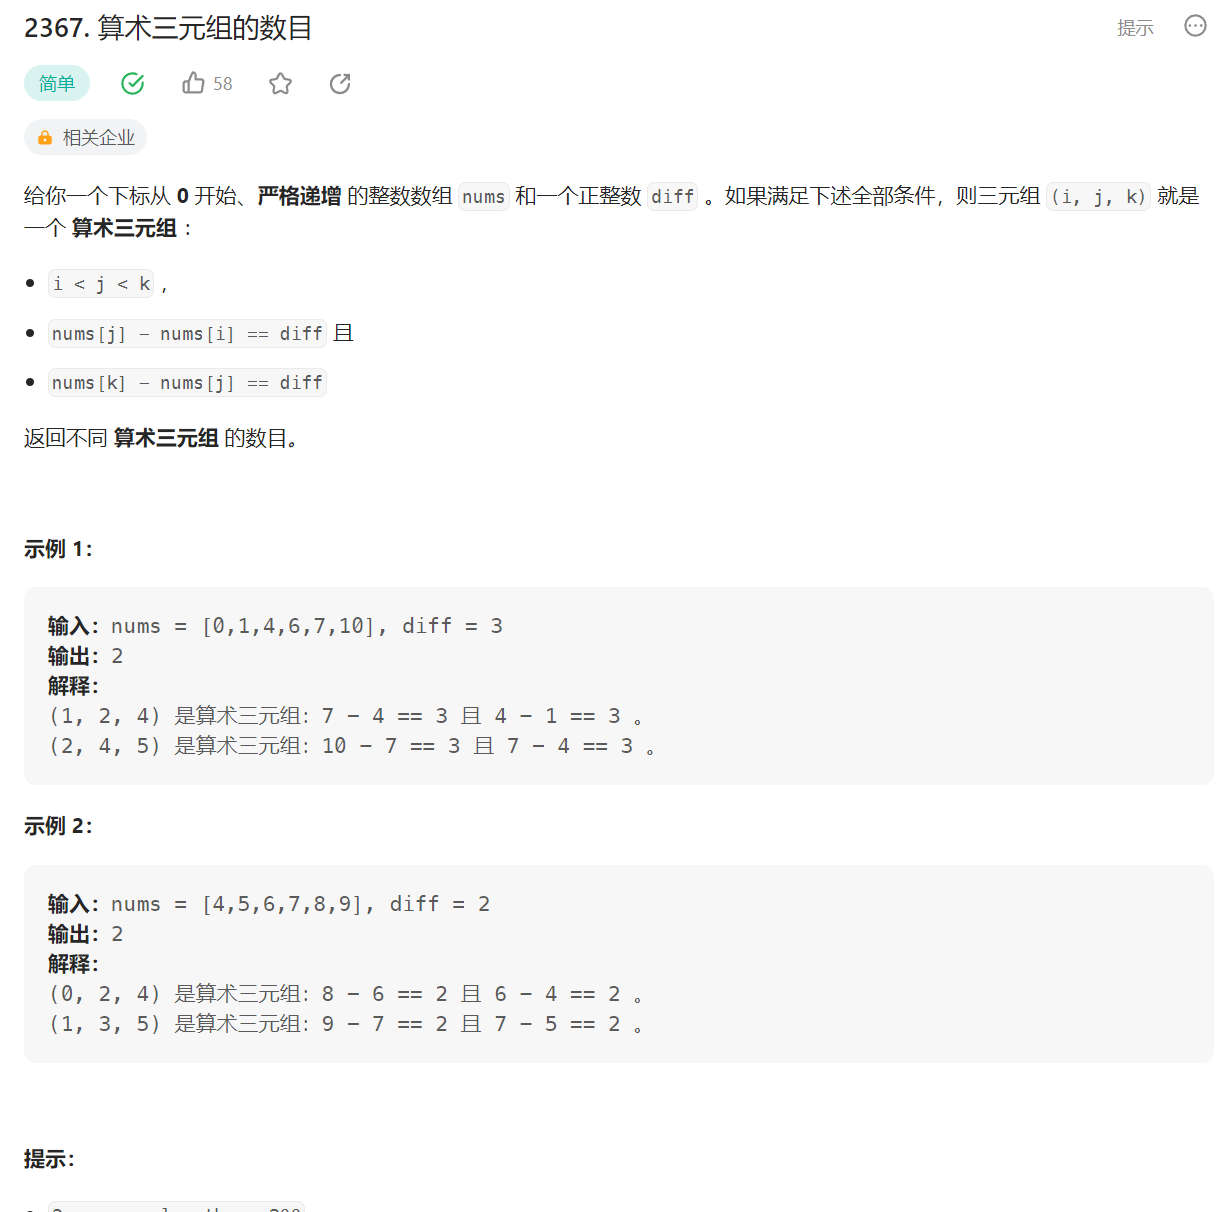 2367. 算术三元组的数目
提示
简单
58
相关企业
给你一个下标从 0 开始、严格递增 的整数数组 nums 和一个正整数 diff 。如果满足下述全部条件，则三元组 (i, j, k) 就是
一个 算术三元组 ：
i < j < k ，
nums[j] - nums[i] == diff 且
nums[k] - nums[j] == diff
返回不同 算术三元组 的数目。
示例 1：
输入：nums = [0,1,4,6,7,10], diff = 3
输出：2
解释：
(1, 2, 4) 是算术三元组：7 - 4 == 3 且 4 - 1 == 3 。
(2, 4, 5) 是算术三元组：10 - 7 == 3 且 7 - 4 == 3 。
示例 2：
输入：nums = [4,5,6,7,8,9], diff = 2
输出：2
解释：
(0, 2, 4) 是算术三元组：8 - 6 == 2 且 6 - 4 == 2 。
(1, 3, 5) 是算术三元组：9 - 7 == 2 且 7 - 5 == 2 。
提示：